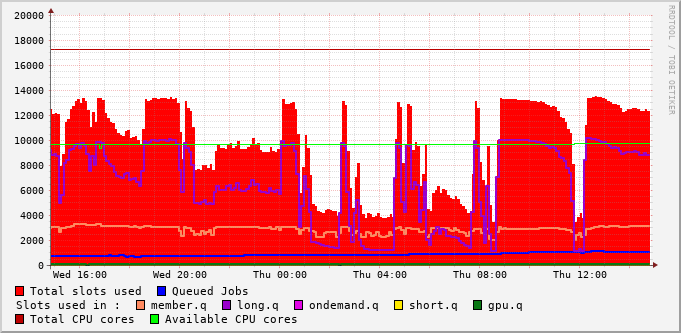 20000
18000
16000
14000
12000
10000
8000
6000
4000
2000
0
Wed 16:00 Wed 20:00 Thu 00:00 Thu 04:00 Thu 08:00 Thu 12:00
Total slots used Queued Jobs
Slots used in : member.q long.q ondemand.q short.q gpu.q
Total CPU cores Available CPU cores
RRDTOOL / TOBI OETIKER